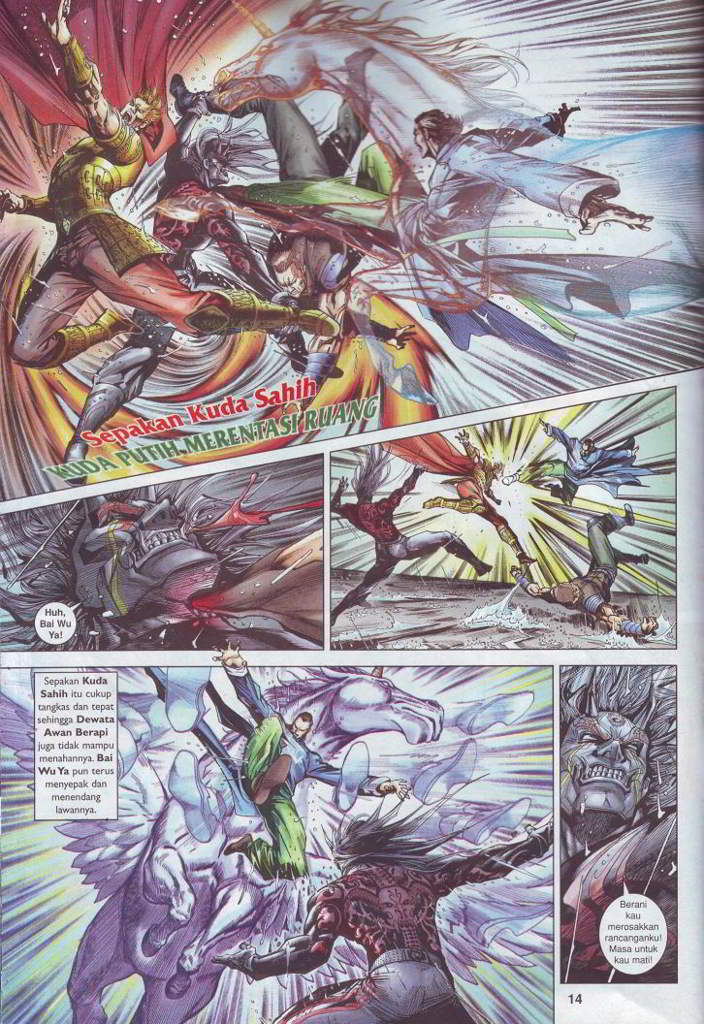 Sepakan Kuda Sahih
KUDA PUTIH MERENTASI RUANG
Huh,
Bai Wu
Ya!
Sepakan Kuda
Sahih itu cukup
tangkas dan tepat
sehingga Dewata
Awan Berapi
juga tidak mampu
menahannya. Bai
Wu Ya pun terus
menyepak dan
menendang
lawannya.
Berani
kau
merosakkan
rancanganku!
Masa untuk
kau mati!
14